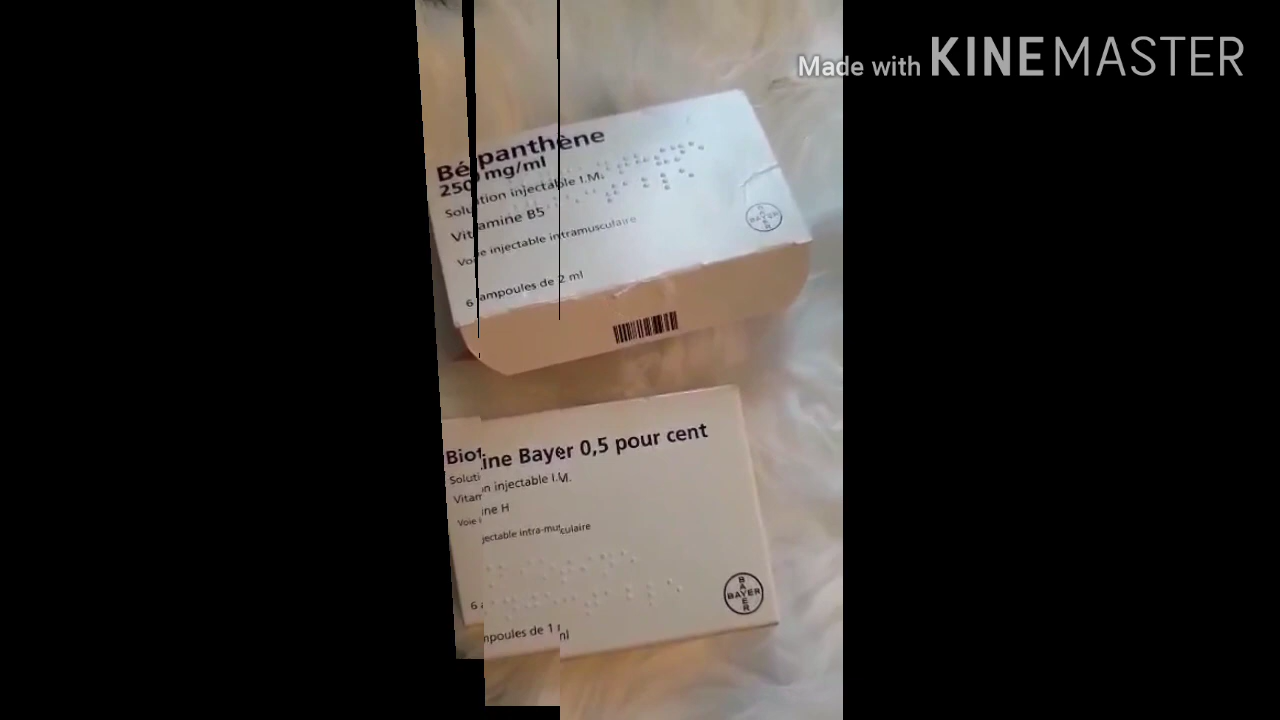 Made with KINEMASTER
Bépanthène
250 mg/ml
Solution injectable I.M.
Vitamine B5
Voie injectable intramusculaire
6 ampoules de 2 ml
BAYER
BAYER
Biotine Bayer 0,5 pour cent
Solution injectable I.M.
Vitamine H
Voie injectable intra-musculaire
6 ampoules de 1 ml
BAYER
BAYER